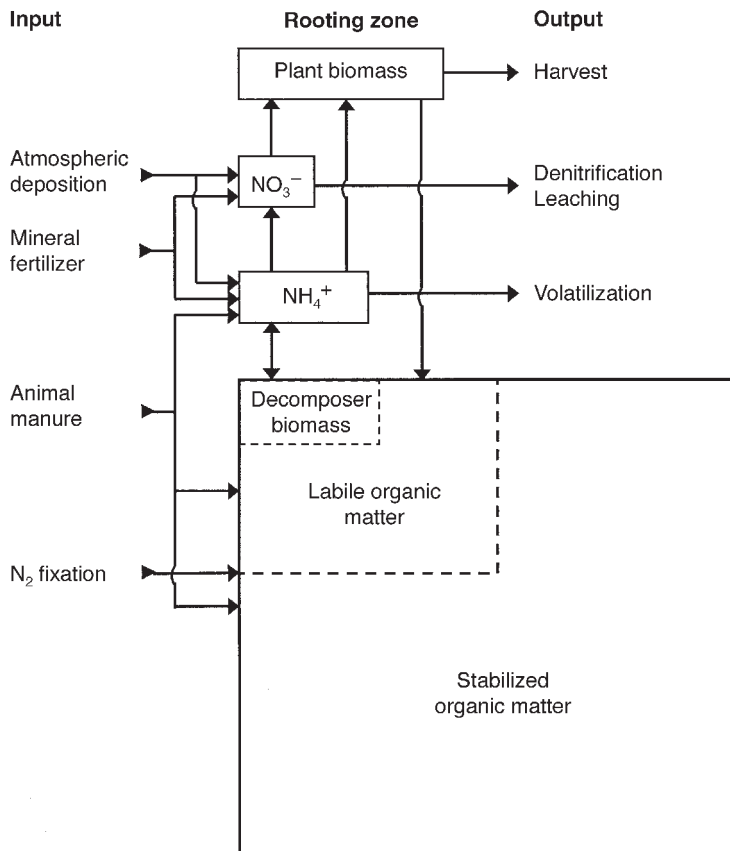 Input
Rooting zone
Output
Plant biomass
Harvest
Atmospheric
deposition
NO₃⁻
Denitrification
Leaching
Mineral
fertilizer
NH₄⁺
Volatilization
Animal
manure
Decomposer
biomass
Labile organic
matter
N₂ fixation
Stabilized
organic matter